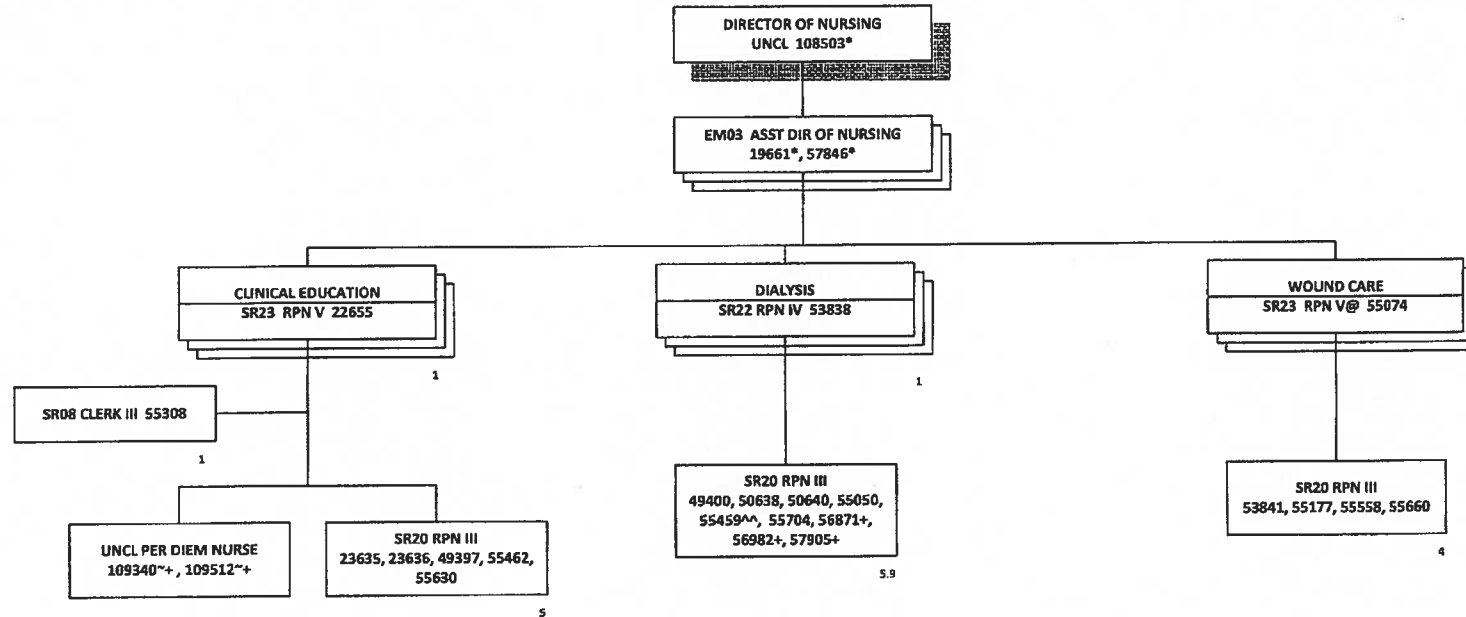 DIRECTOR OF NURSING
UNCL 108503*
EM03 ASST DIR OF NURSING
19661*, 57846*
CLINICAL EDUCATION
SR23 RPN V 22655
1
DIALYSIS
SR22 RPN IV 53838
1
WOUND CARE
SR23 RPN V@ 55074
SR08 CLERK III 55308
1
UNCL PER DIEM NURSE
109340~+ , 109512~+
SR20 RPN III
23635, 23636, 49397, 55462,
55630
5
SR20 RPN III
49400, 50638, 50640, 55050,
55459^^, 55704, 56871+,
56982+, 57905+
5.9
SR20 RPN III
53841, 55177, 55558, 55660
4